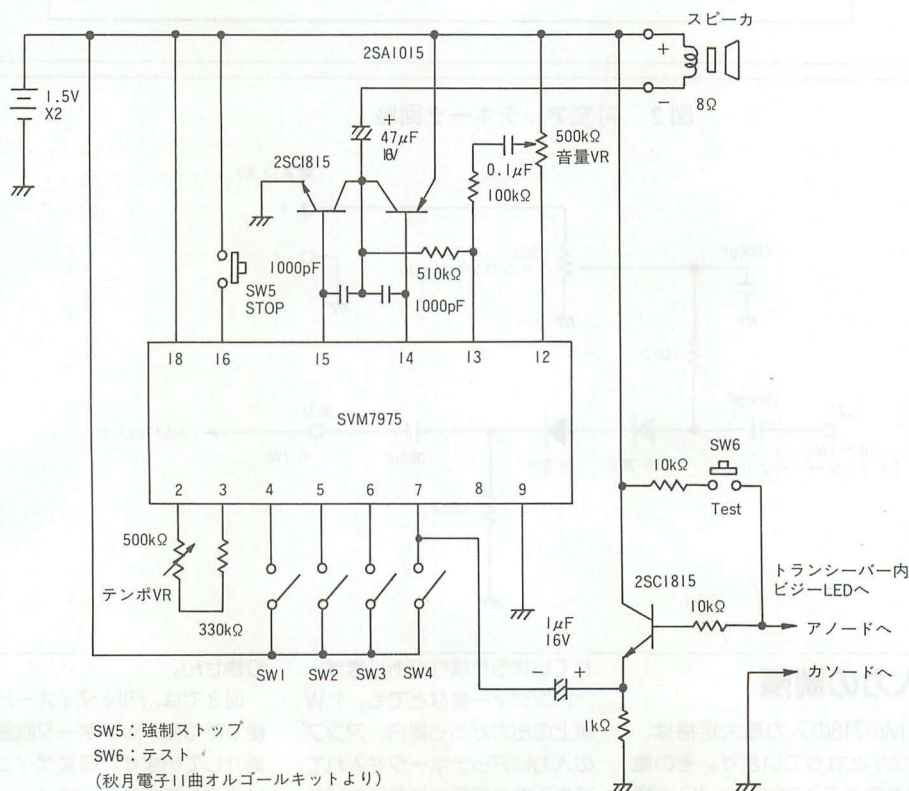 スピーカ
2SA1015
+
−
8Ω
1.5V
X2
+
47μF
16V
2SC1815
0.1μF
500kΩ
音量VR
100kΩ
1000pF
510kΩ
1000pF
SW5
STOP
18
16
15
14
13
12
SVM7975
2
3
4
5
6
7
8
9
10kΩ
SW6
Test
500kΩ
テンポVR
330kΩ
2SC1815
10kΩ
トランシーバー内
ビジーLEDへ
アノードへ
カソードへ
1μF
16V
+
SW1
SW2
SW3
SW4
1kΩ
SW5：強制ストップ
SW6：テスト
(秋月電子11曲オルゴールキットより)